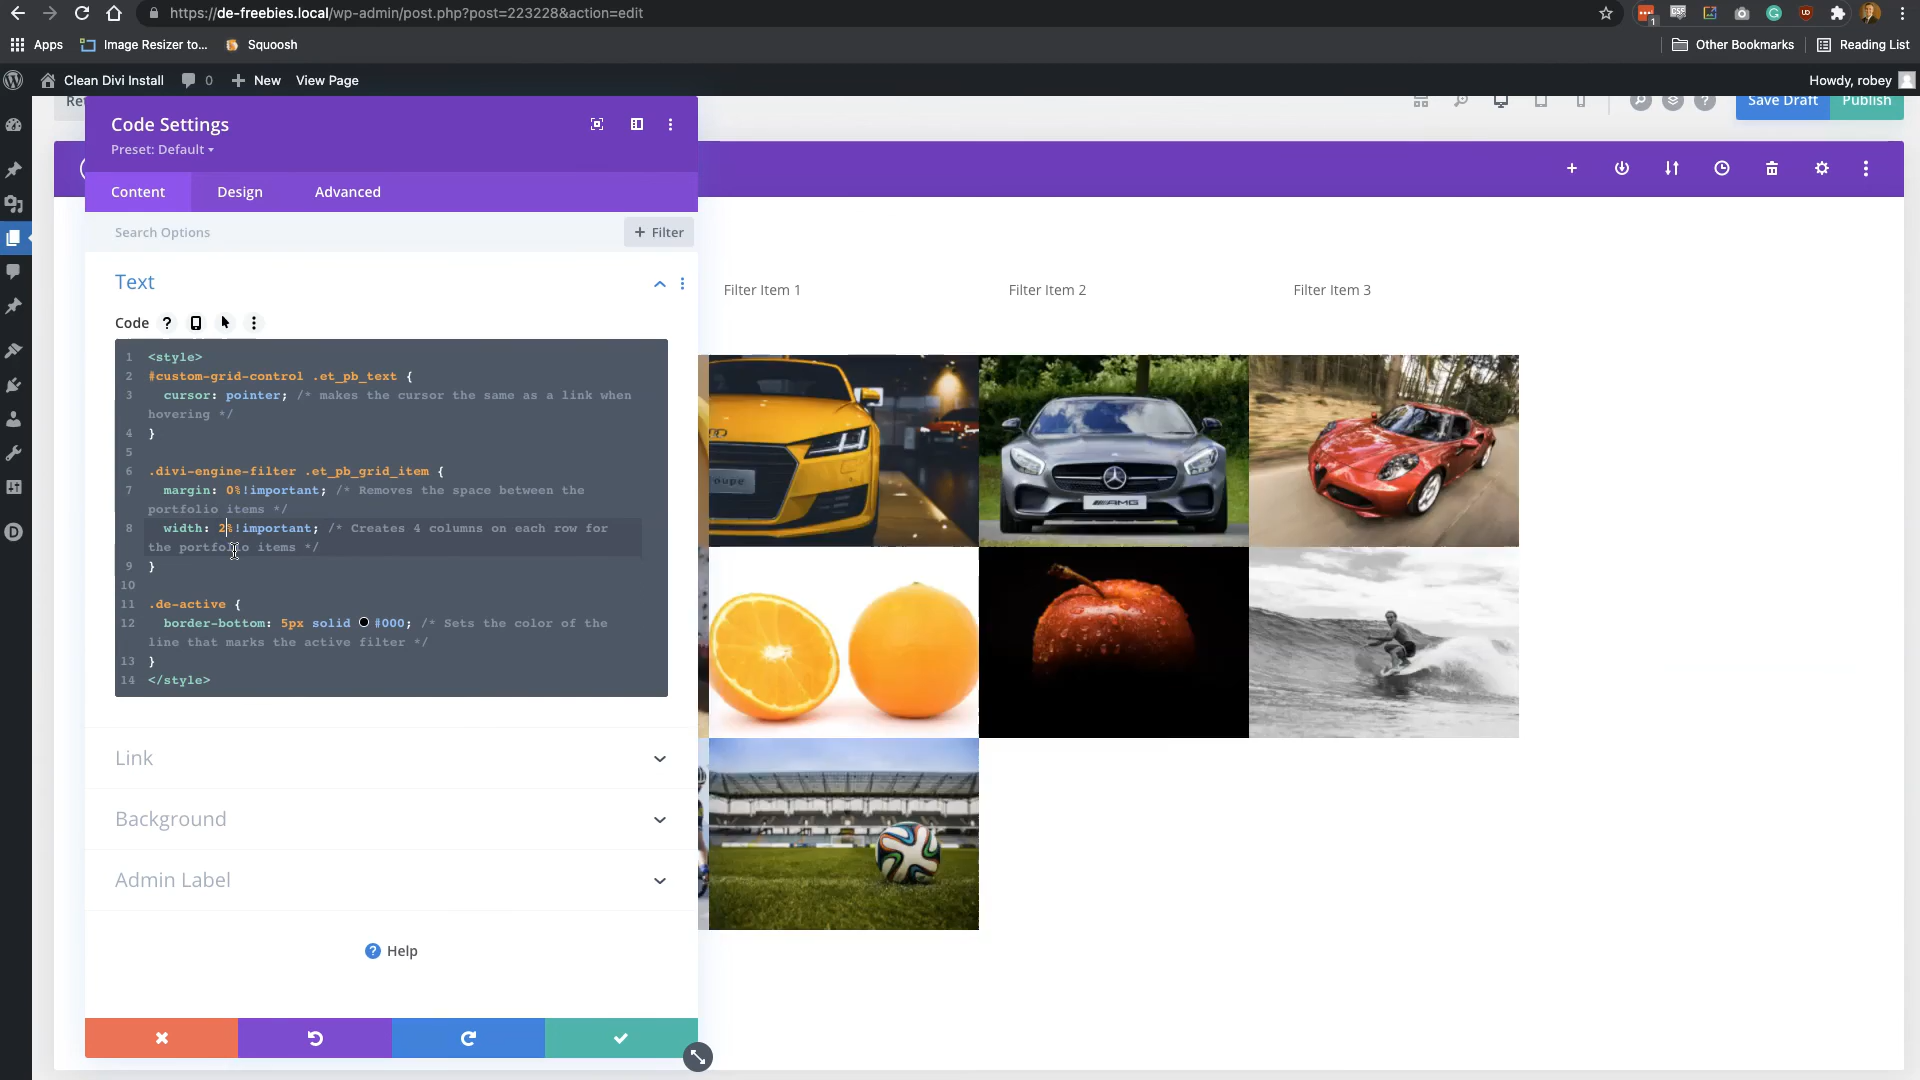 https://de-freebies.local/wp-admin/post.php?post=223228&action=edit
Apps Image Resizer to... Squoosh Other Bookmarks Reading List
Clean Divi Install 0 New View Page Howdy, robey
Save Draft Publish
Code Settings
Preset: Default
Content Design Advanced
Search Options + Filter
Text
Code
Filter Item 1 Filter Item 2 Filter Item 3
1 <style>
2 #custom-grid-control .et_pb_text {
3 cursor: pointer; /* makes the cursor the same as a link when
hovering */
4 }
5
6 .divi-engine-filter .et_pb_grid_item {
7 margin: 0%!important; /* Removes the space between the
portfolio items */
8 width: 2%!important; /* Creates 4 columns on each row for
the portfolio items */
9 }
10
11 .de-active {
12 border-bottom: 5px solid #000; /* Sets the color of the
line that marks the active filter */
13 }
14 </style>
AMG
Link
Background
Admin Label
Help